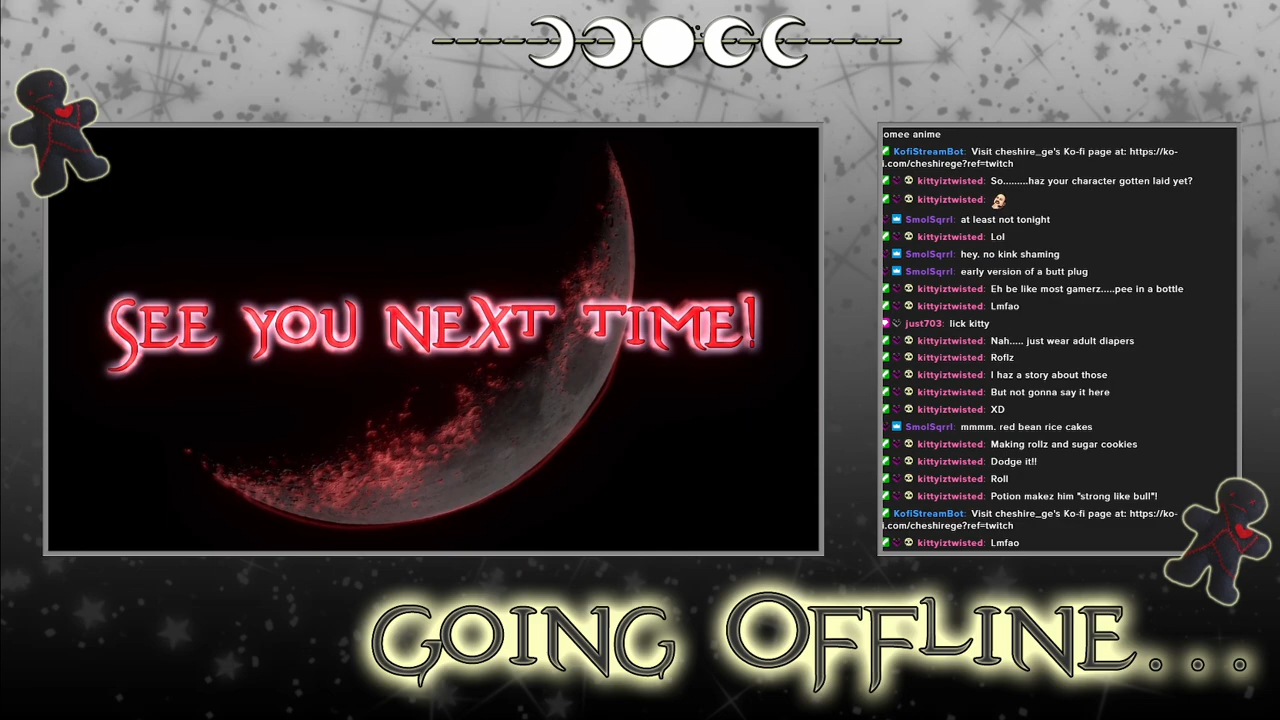 SEE YOU NEXT TIME!
omee anime
KofiStreamBot: Visit cheshire_ge's Ko-fi page at: https://ko-
i.com/cheshirege?ref=twitch
kittyiztwisted: So.........haz your character gotten laid yet?
kittyiztwisted:
SmolSqrrl: at least not tonight
kittyiztwisted: Lol
SmolSqrrl: hey. no kink shaming
SmolSqrrl: early version of a butt plug
kittyiztwisted: Eh be like most gamerz.....pee in a bottle
kittyiztwisted: Lmfao
just703: lick kitty
kittyiztwisted: Nah..... just wear adult diapers
kittyiztwisted: Roflz
kittyiztwisted: I haz a story about those
kittyiztwisted: But not gonna say it here
kittyiztwisted: XD
SmolSqrrl: mmmm. red bean rice cakes
kittyiztwisted: Making rollz and sugar cookies
kittyiztwisted: Dodge it!!
kittyiztwisted: Roll
kittyiztwisted: Potion makez him "strong like bull"!
KofiStreamBot: Visit cheshire_ge's Ko-fi page at: https://ko-
i.com/cheshirege?ref=twitch
kittyiztwisted: Lmfao
GOING OFFLINE...